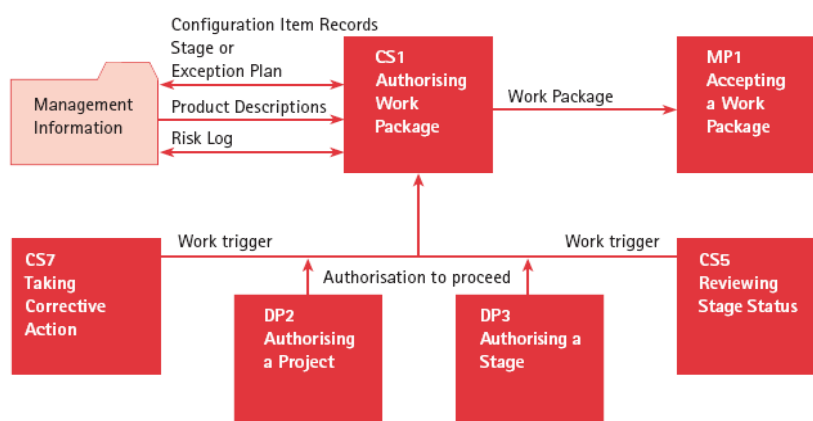 Configuration Item Records
Stage or
Exception Plan
Management
Information
Product Descriptions
Risk Log
CS1
Authorising
Work
Package
Work Package
MP1
Accepting
a Work
Package
CS7
Taking
Corrective
Action
Work trigger
Work trigger
Authorisation to proceed
DP2
Authorising
a Project
DP3
Authorising a
Stage
CS5
Reviewing
Stage Status